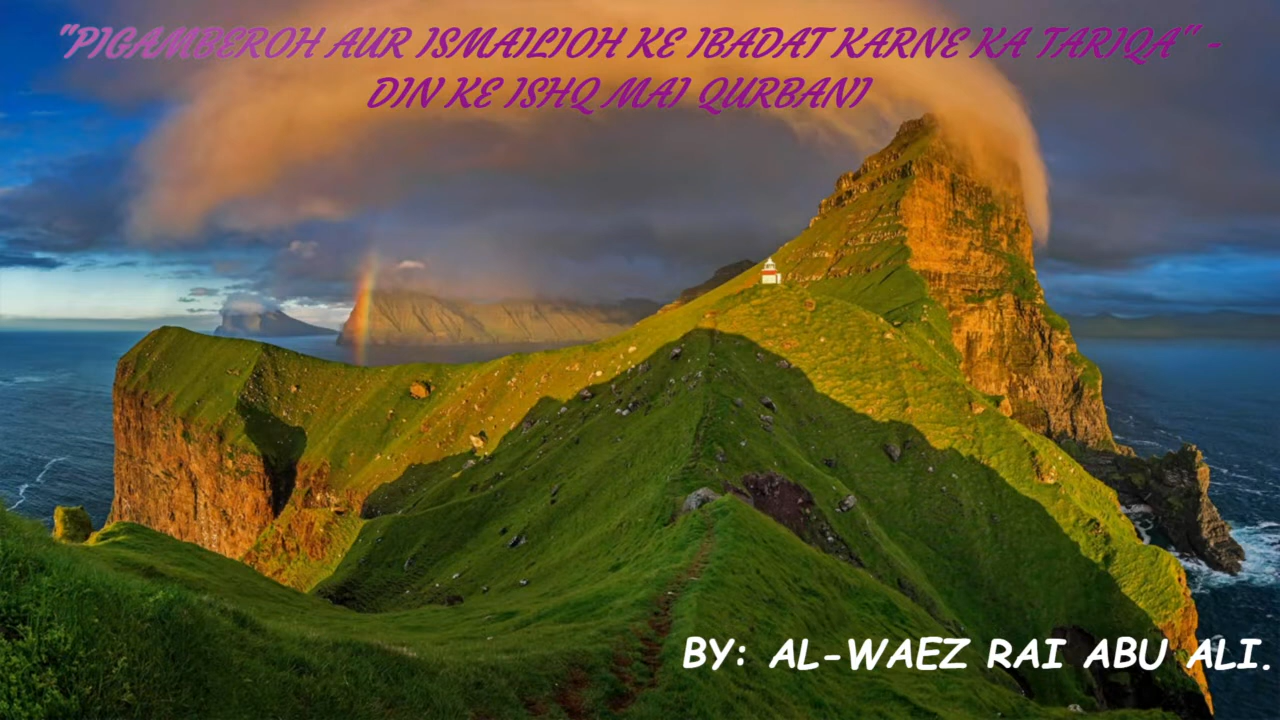 "PIGAMBEROH AUR ISMAILIOH KE IBADAT KARNE KA TARIQA" -
DIN KE ISHQ MAI QURBANI
BY: AL-WAEZ RAI ABU ALI.